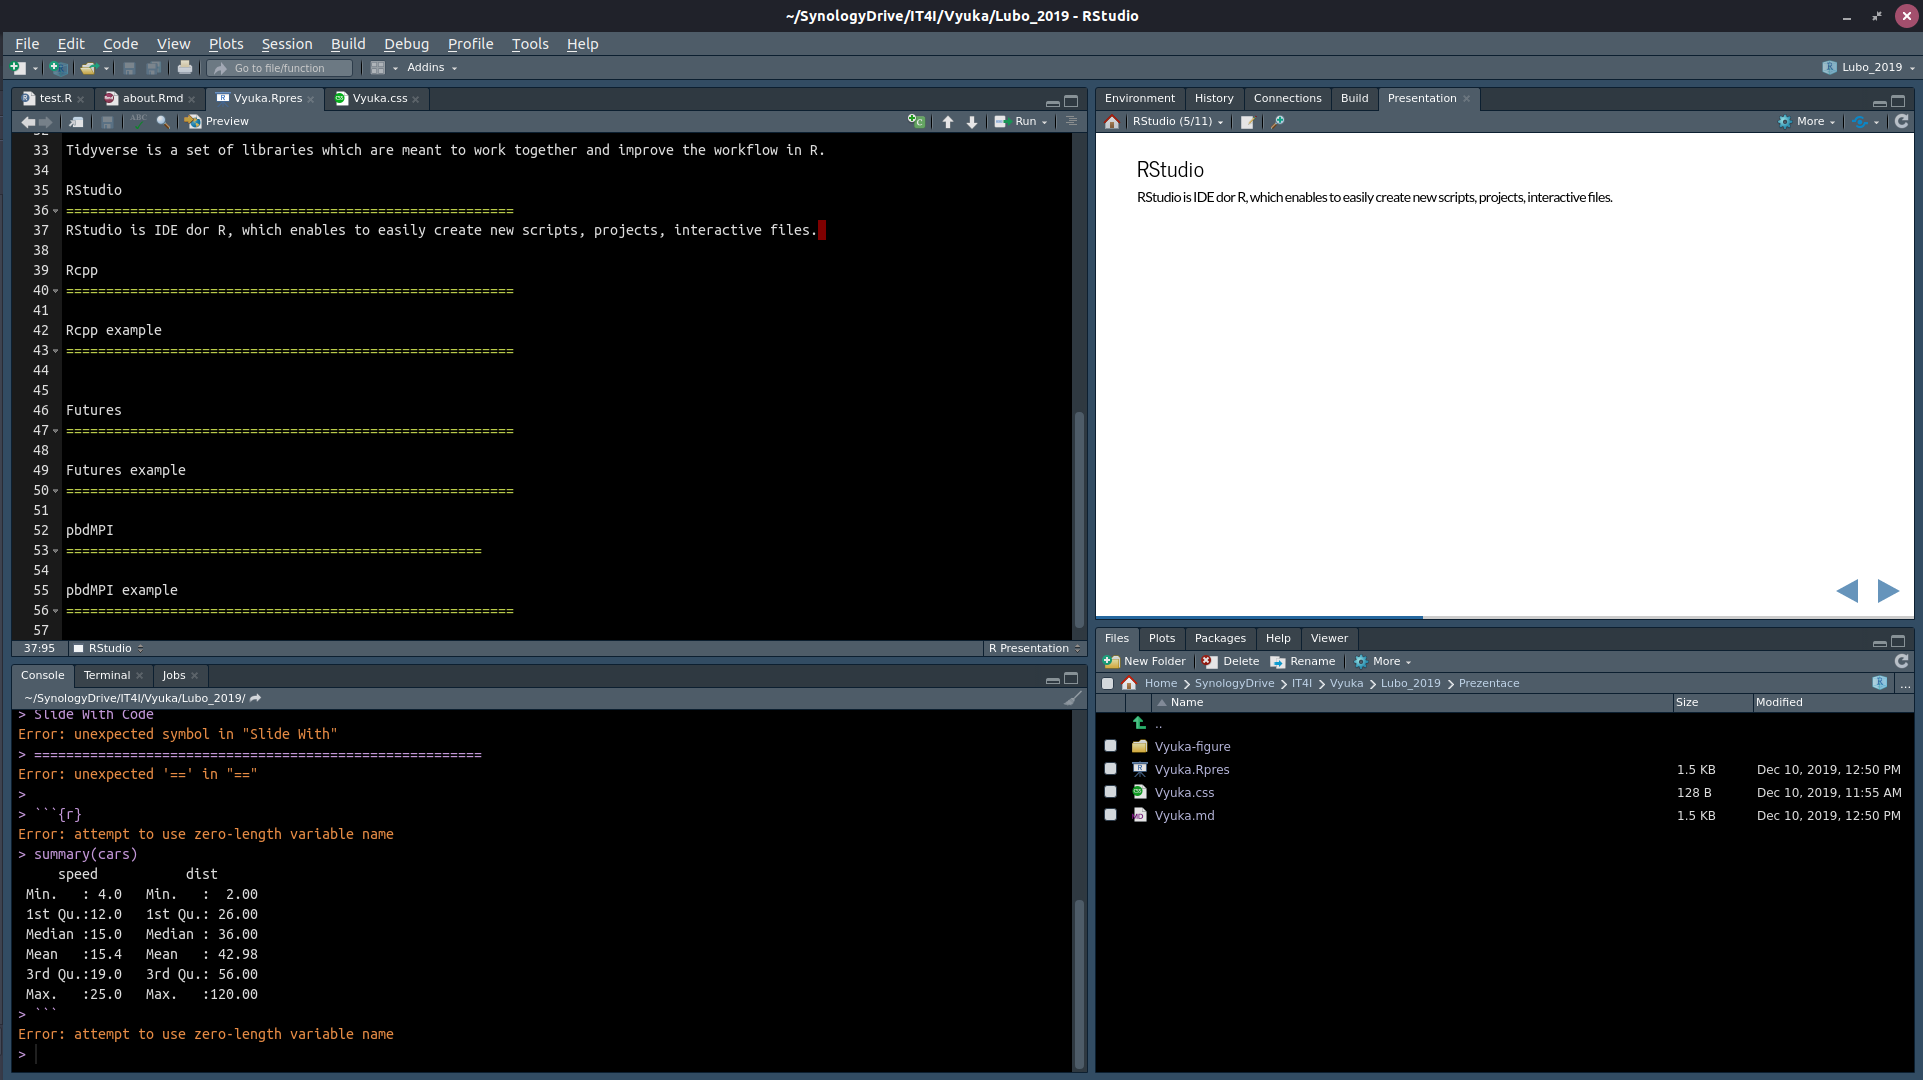 ~/SynologyDrive/IT4I/Vyuka/Lubo_2019 - RStudio
File Edit Code View Plots Session Build Debug Profile Tools Help
Go to file/function Addins Lubo_2019
test.R about.Rmd Vyuka.Rpres Vyuka.css
Preview Run
33 Tidyverse is a set of libraries which are meant to work together and improve the workflow in R.
34
35 RStudio
36 ========================================================
37 RStudio is IDE dor R, which enables to easily create new scripts, projects, interactive files.
38
39 Rcpp
40 ========================================================
41
42 Rcpp example
43 ========================================================
44
45
46 Futures
47 ========================================================
48
49 Futures example
50 ========================================================
51
52 pbdMPI
53 ====================================================
54
55 pbdMPI example
56 ========================================================
57
37:95 RStudio R Presentation
Console Terminal Jobs
~/SynologyDrive/IT4I/Vyuka/Lubo_2019/
> Slide With Code
Error: unexpected symbol in "Slide With"
> ========================================================
Error: unexpected '==' in "=="
>
> ```{r}
Error: attempt to use zero-length variable name
> summary(cars)
speed dist
Min. : 4.0 Min. : 2.00
1st Qu.:12.0 1st Qu.: 26.00
Median :15.0 Median : 36.00
Mean :15.4 Mean : 42.98
3rd Qu.:19.0 3rd Qu.: 56.00
Max. :25.0 Max. :120.00
> ```
Error: attempt to use zero-length variable name
>
Environment History Connections Build Presentation
RStudio (5/11) More
RStudio
RStudio is IDE dor R, which enables to easily create new scripts, projects, interactive files.
Files Plots Packages Help Viewer
New Folder Delete Rename More
Home SynologyDrive IT4I Vyuka Lubo_2019 Prezentace ...
Name Size Modified
..
Vyuka-figure
Vyuka.Rpres 1.5 KB Dec 10, 2019, 12:50 PM
Vyuka.css 128 B Dec 10, 2019, 11:55 AM
Vyuka.md 1.5 KB Dec 10, 2019, 12:50 PM